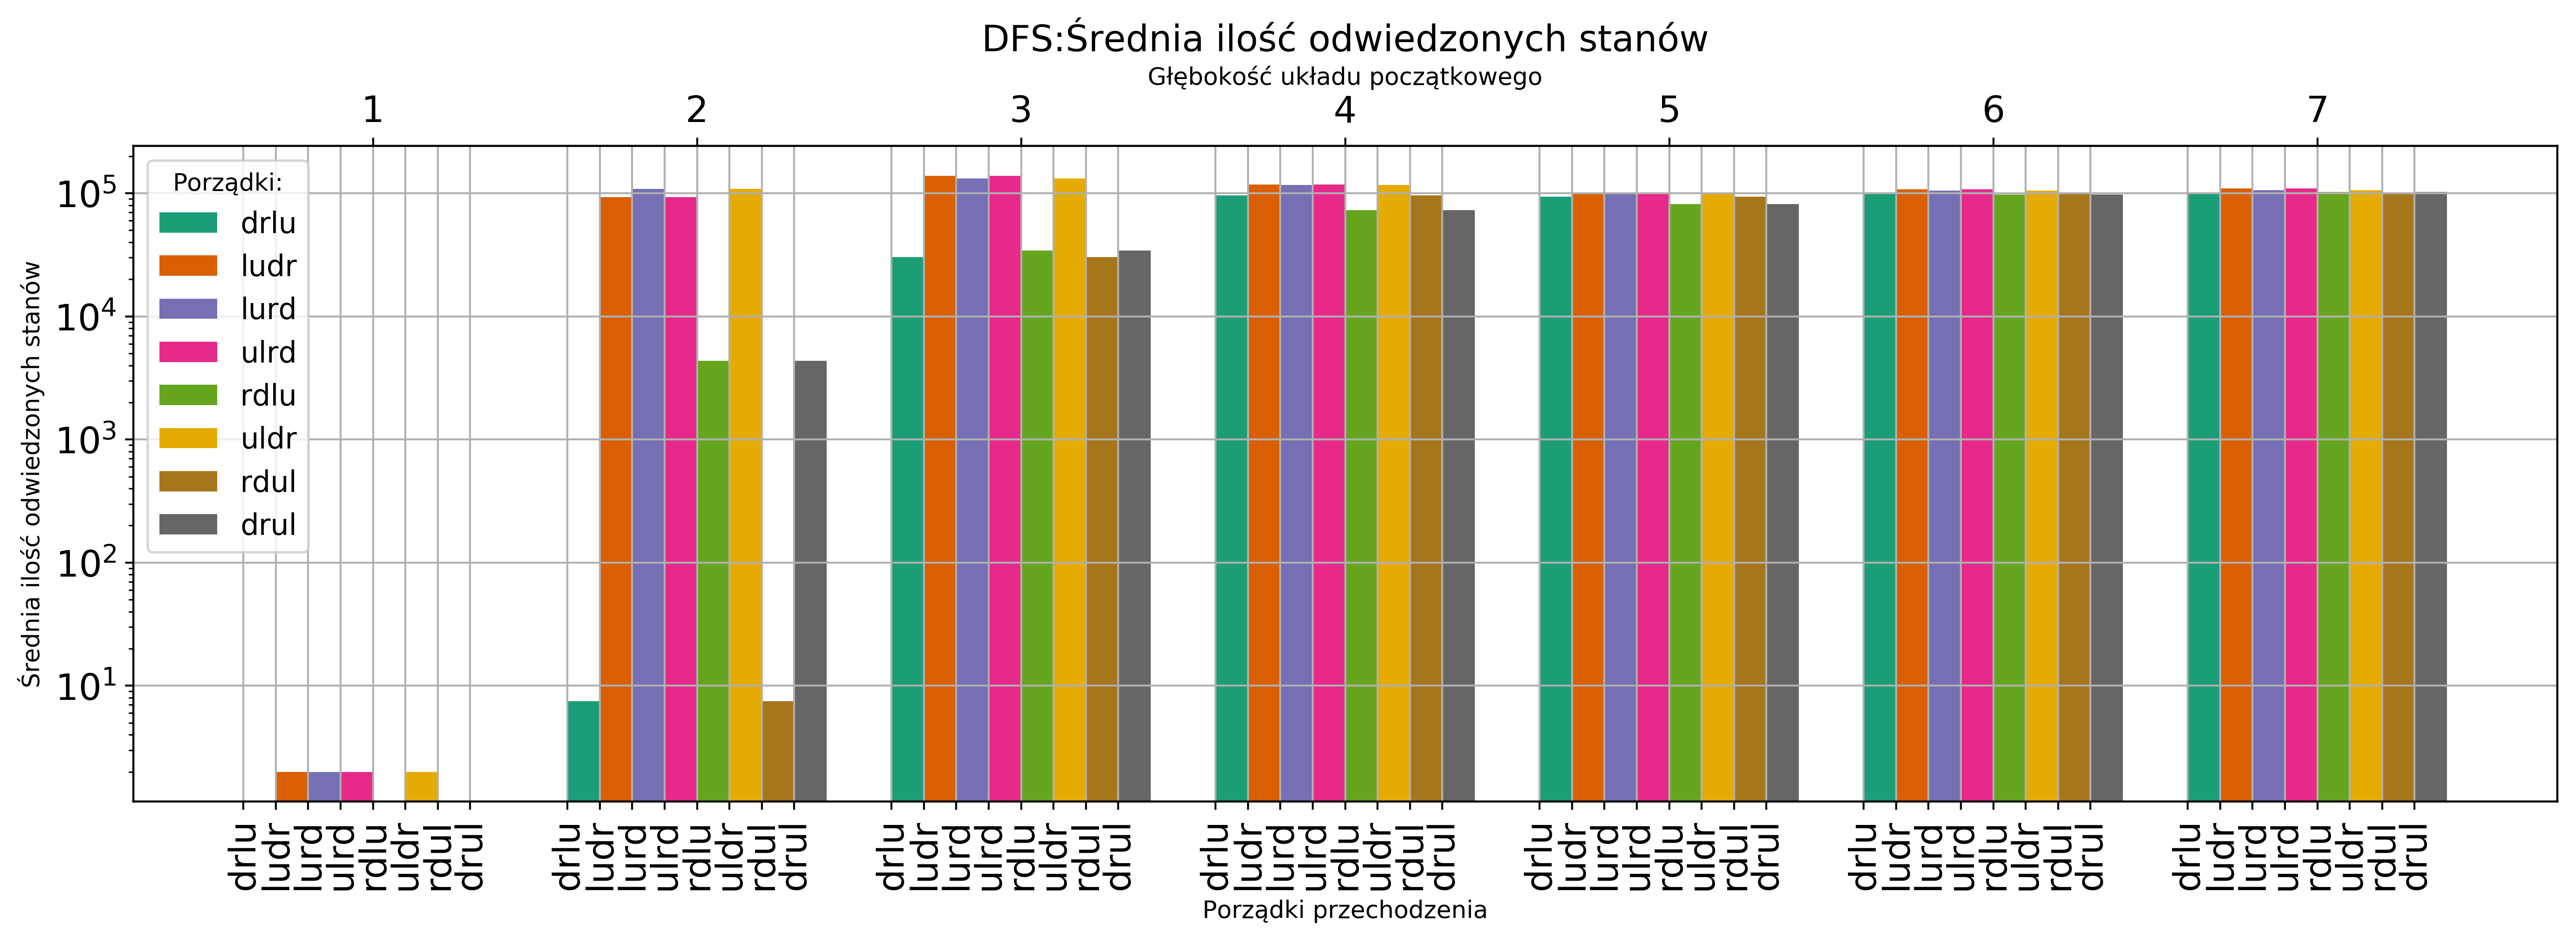 DFS:Średnia ilość odwiedzonych stanów
Głębokość układu początkowego
1 2 3 4 5 6 7
Średnia ilość odwiedzonych stanów
10^5
10^4
10^3
10^2
10^1
Porządki:
drlu
ludr
lurd
ulrd
rdlu
uldr
rdul
drul
drlu ludr lurd ulrd rdlu uldr rdul drul drlu ludr lurd ulrd rdlu uldr rdul drul drlu ludr lurd ulrd rdlu uldr rdul drul drlu ludr lurd ulrd rdlu uldr rdul drul drlu ludr lurd ulrd rdlu uldr rdul drul drlu ludr lurd ulrd rdlu uldr rdul drul drlu ludr lurd ulrd rdlu uldr rdul drul
Porządki przechodzenia